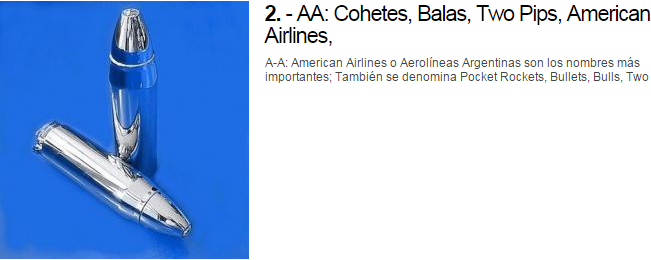 2. - AA: Cohetes, Balas, Two Pips, American
Airlines,
A-A: American Airlines o Aerolíneas Argentinas son los nombres más
importantes; También se denomina Pocket Rockets, Bullets, Bulls, Two